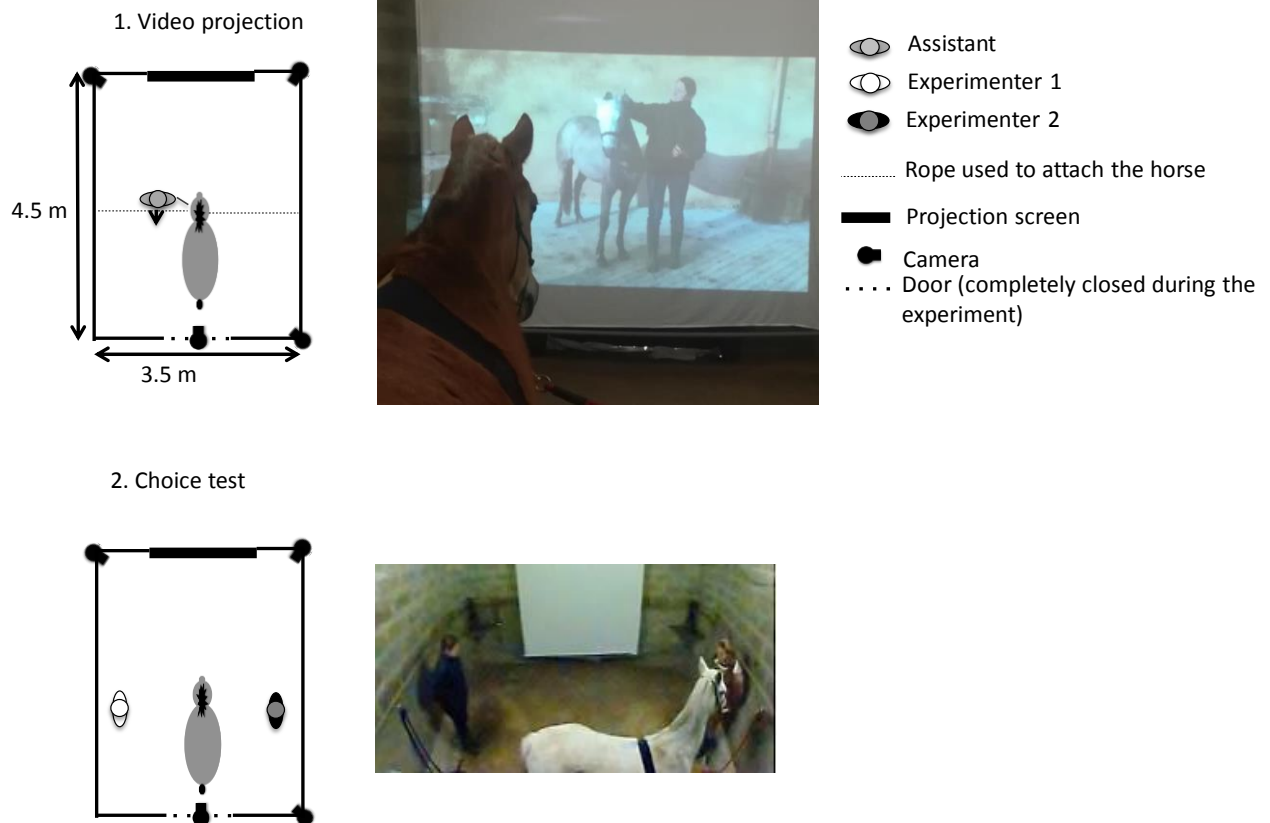 1. Video projection
4.5 m
3.5 m
Assistant
Experimenter 1
Experimenter 2
Rope used to attach the horse
Projection screen
Camera
Door (completely closed during the
experiment)
2. Choice test